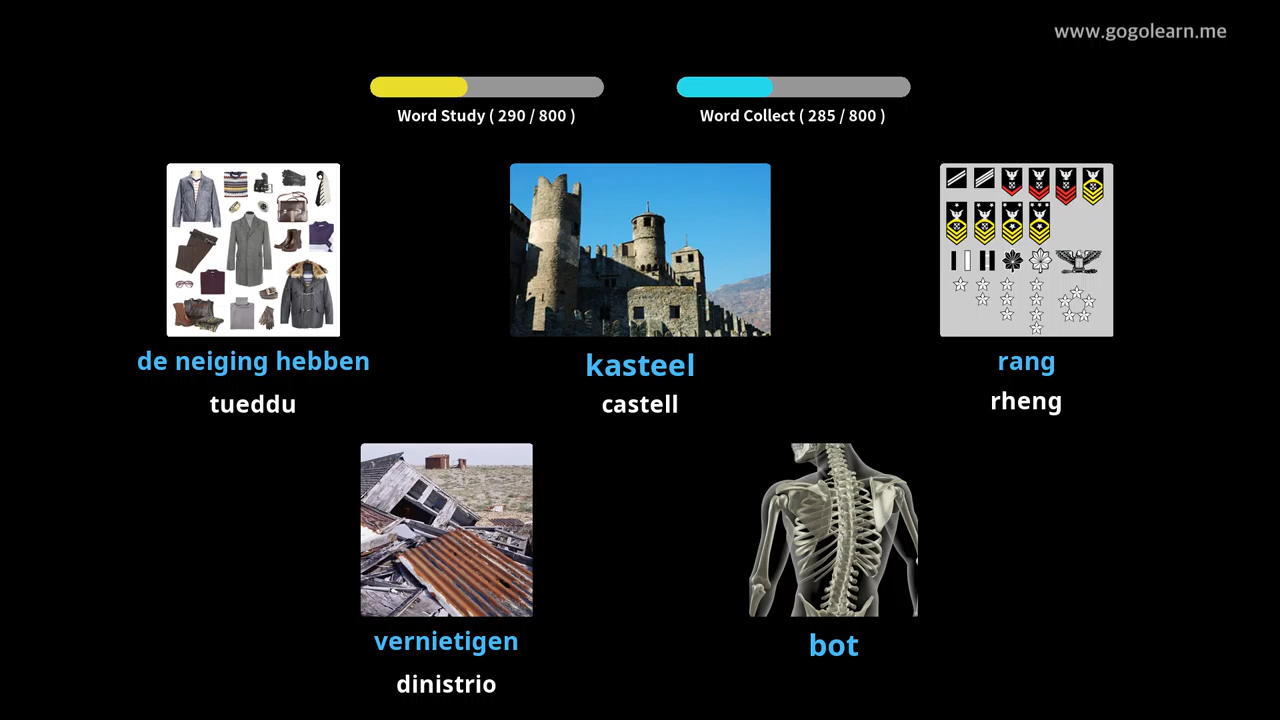 www.gogolearn.me
Word Study ( 290 / 800 )
Word Collect ( 285 / 800 )
de neiging hebben
tueddu
kasteel
castell
rang
rheng
vernietigen
dinistrio
bot